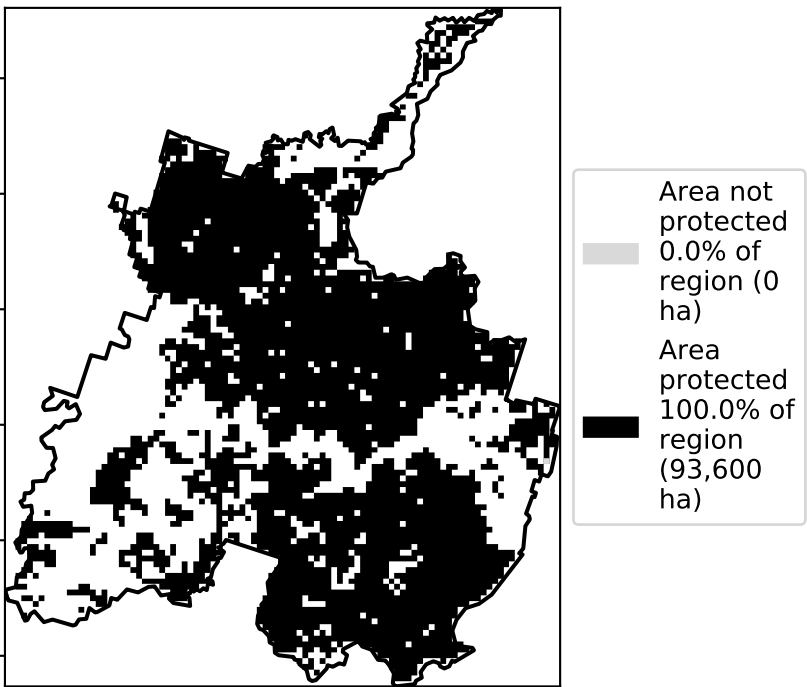 Area not
protected
0.0% of
region (0
ha)
Area
protected
100.0% of
region
(93,600
ha)